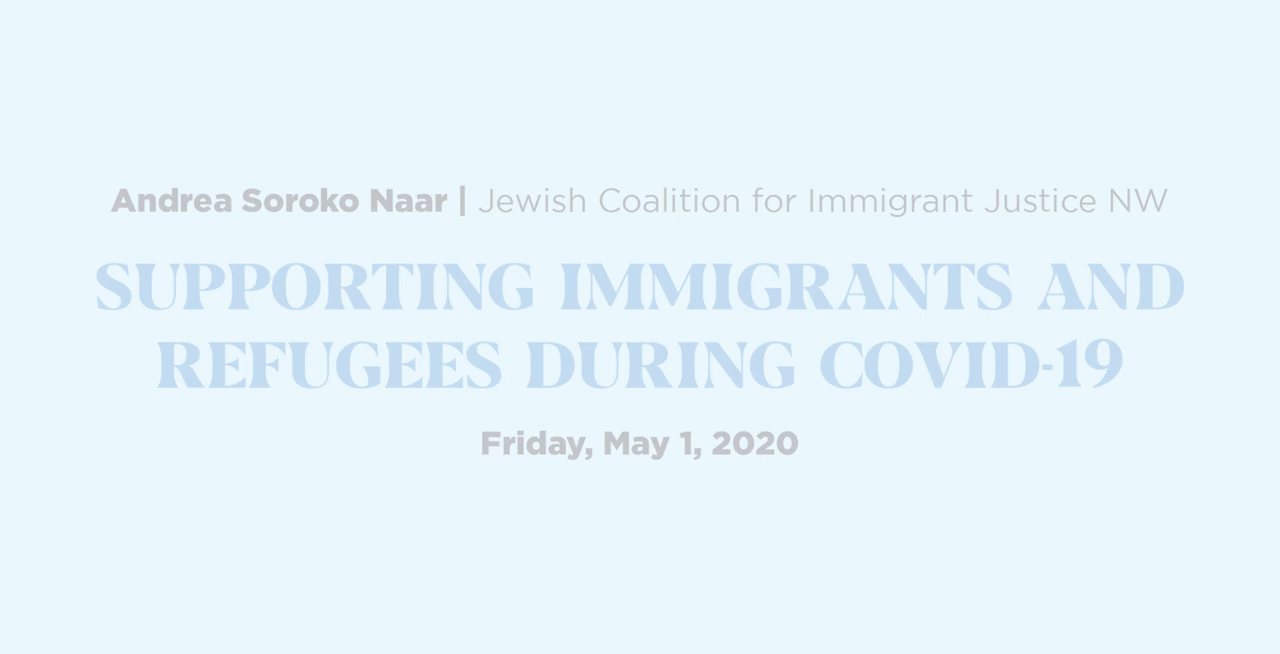 Andrea Soroko Naar | Jewish Coalition for Immigrant Justice NW
SUPPORTING IMMIGRANTS AND
REFUGEES DURING COVID-19
Friday, May 1, 2020